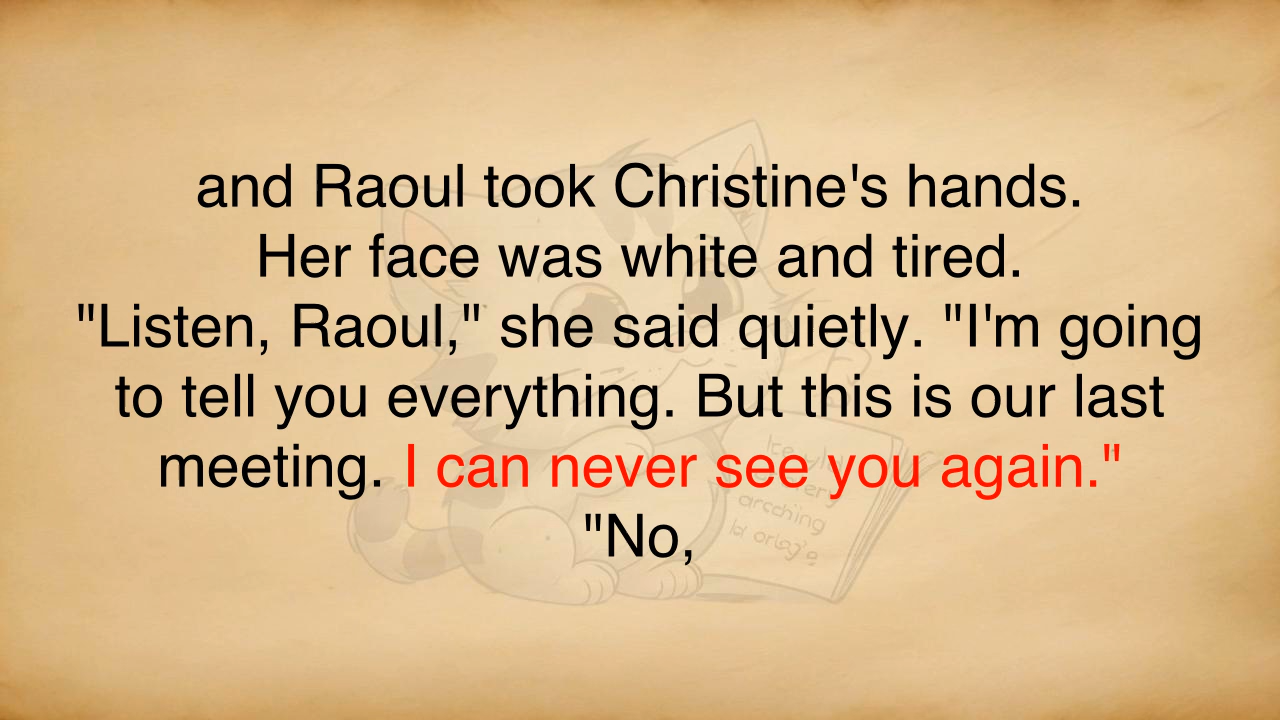 and Raoul took Christine's hands.
Her face was white and tired.
"Listen, Raoul," she said quietly. "I'm going
to tell you everything. But this is our last
meeting. I can never see you again."
"No,